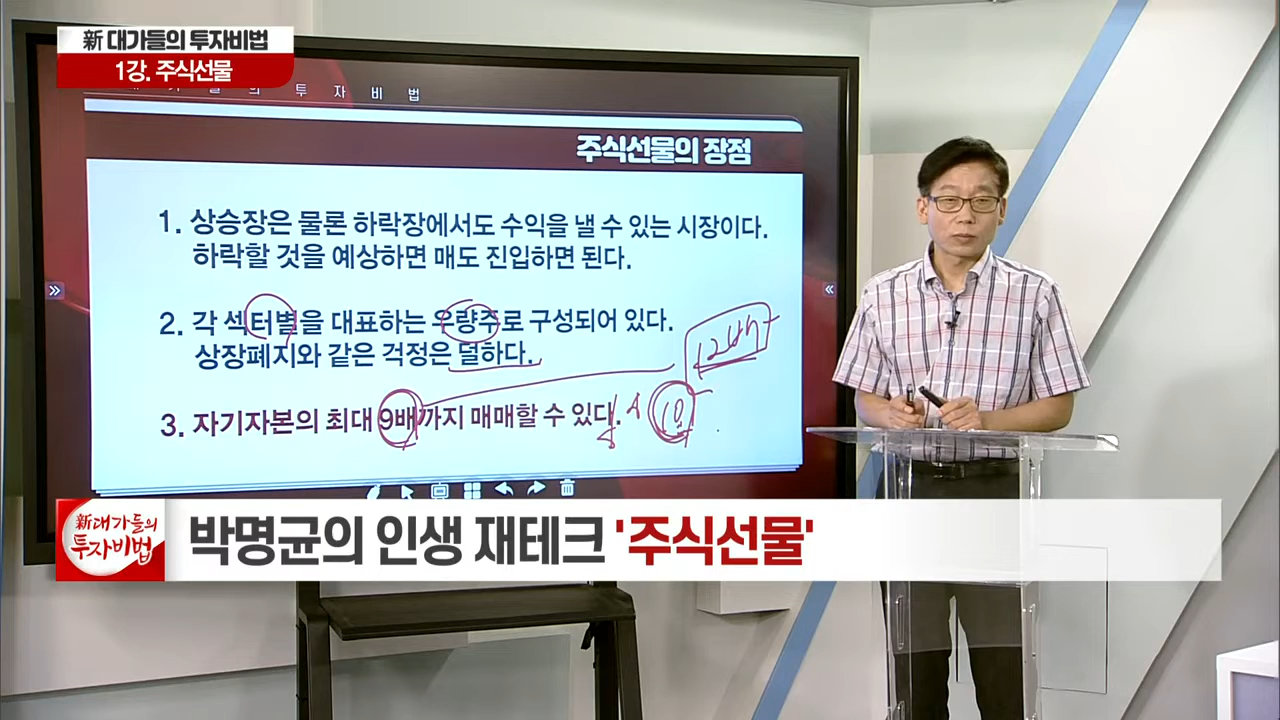 新 대가들의 투자비법
1강. 주식선물
의 투 자 비 법
주식선물의 장점
1. 상승장은 물론 하락장에서도 수익을 낼 수 있는 시장이다.
하락할 것을 예상하면 매도 진입하면 된다.
2. 각 섹터별을 대표하는 우량주로 구성되어 있다.
상장폐지와 같은 걱정은 덜하다.
12배
3. 자기자본의 최대 9배까지 매매할 수 있다.
新대가들의
투자비법
박명균의 인생 재테크 '주식선물'